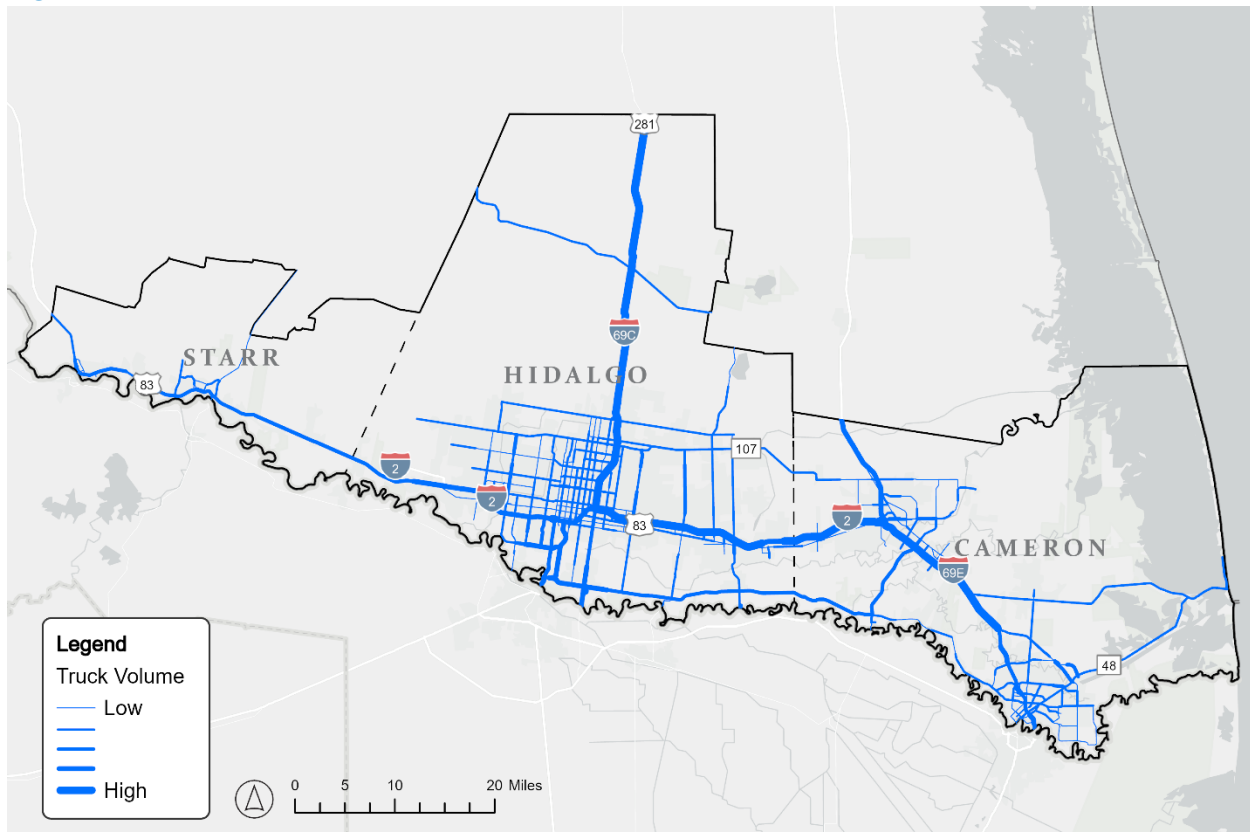 281
69C
STARR
HIDALGO
83
107
2
2
83
2
CAMERON
69E
48
Legend
Truck Volume
Low
High
0 5 10 20 Miles